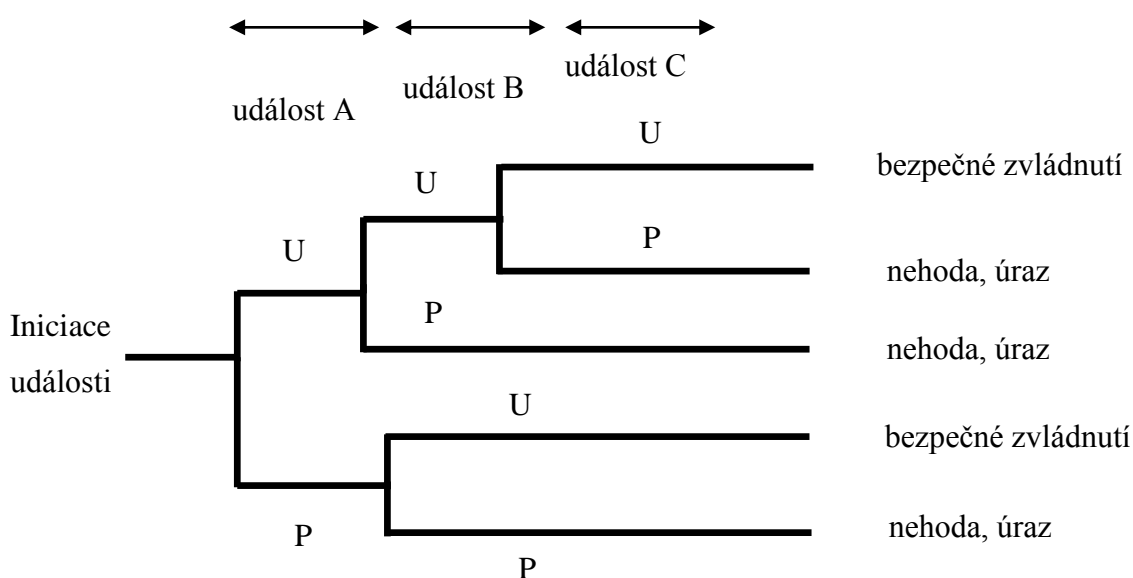 událost A
událost B
událost C
U
bezpečné zvládnutí
U
P
nehoda, úraz
U
P
nehoda, úraz
Iniciace
události
U
bezpečné zvládnutí
P
nehoda, úraz
P